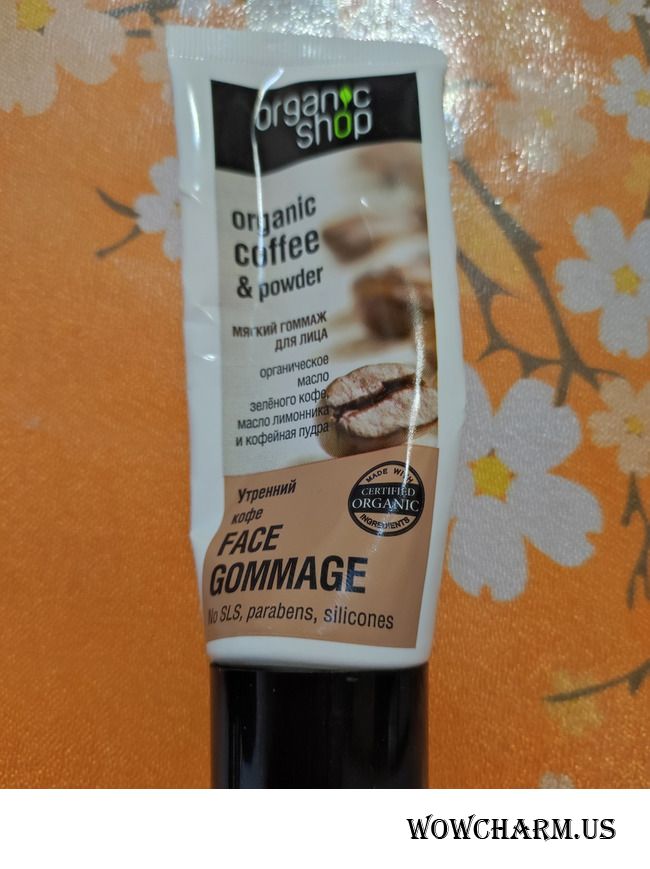 organic
shop
organic
coffee
& powder
мягкий гоммаж
для лица
органическое
масло
зелёного кофе,
масло лимонника
и кофейная пудра
MADE WITH
CERTIFIED
ORGANIC
INGREDIENTS
Утренний
кофе
FACE
GOMMAGE
No SLS, parabens, silicones
WOWCHARM.US